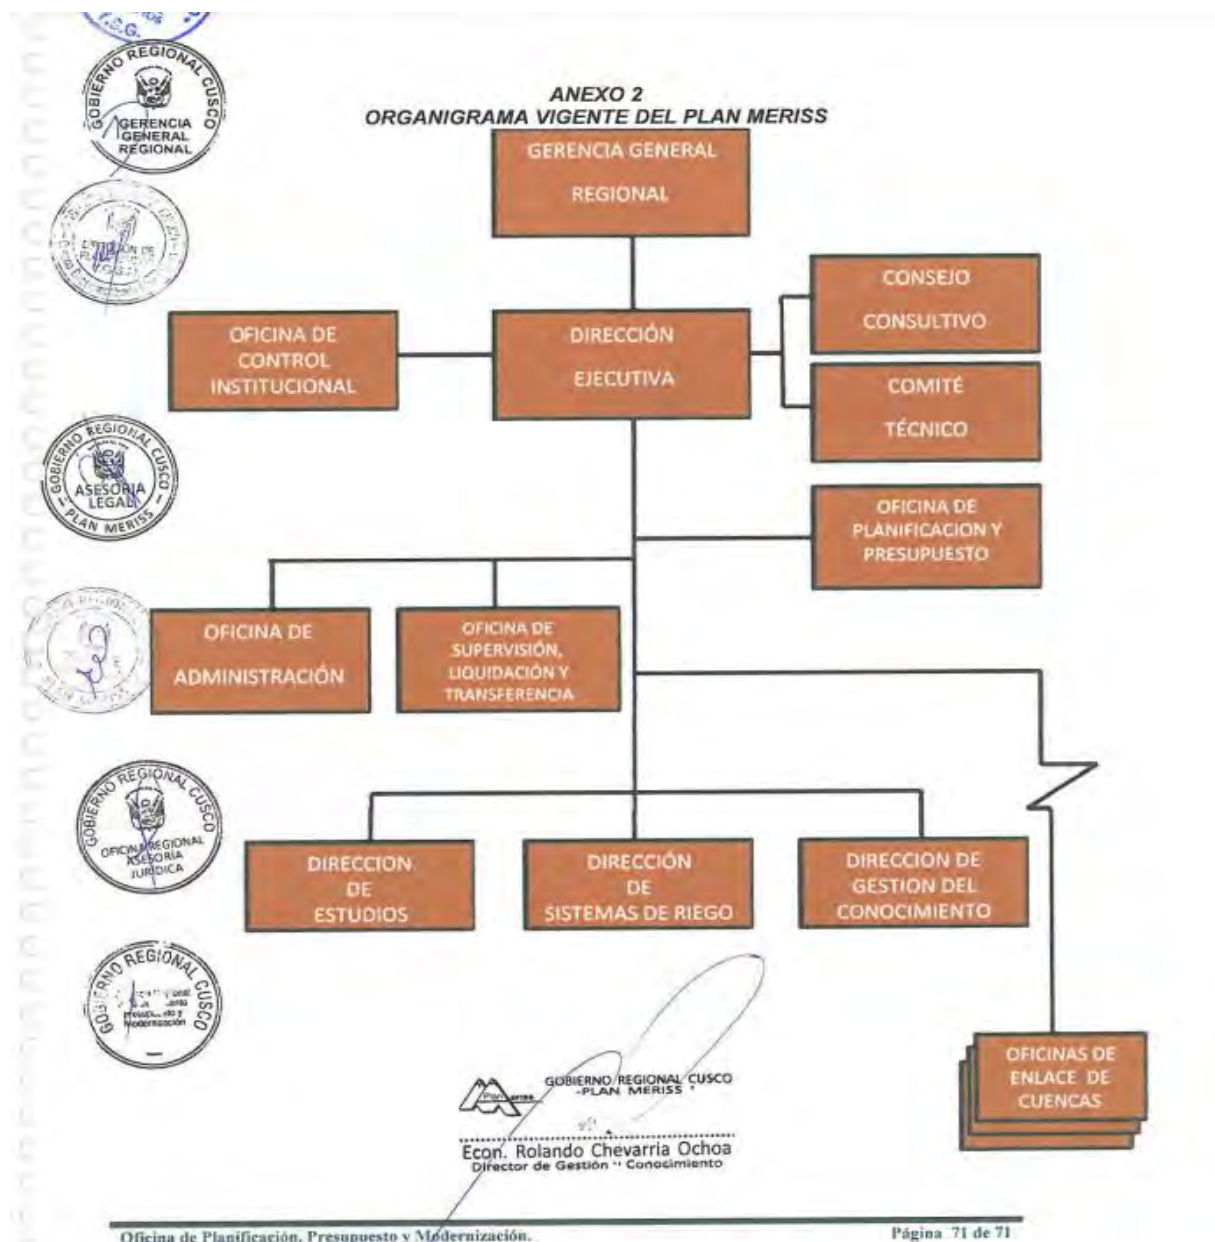 GOBIERNO REGIONAL CUSCO
GERENCIA
GENERAL
REGIONAL
ANEXO 2
ORGANIGRAMA VIGENTE DEL PLAN MERISS
GERENCIA GENERAL
REGIONAL
CONSEJO
CONSULTIVO
OFICINA DE
CONTROL
INSTITUCIONAL
DIRECCIÓN
EJECUTIVA
COMITÉ
TÉCNICO
GOBIERNO REGIONAL CUSCO
ASESORIA
LEGAL
PLAN MERISS
OFICINA DE
PLANIFICACION Y
PRESUPUESTO
OFICINA DE
ADMINISTRACIÓN
OFICINA DE
SUPERVISIÓN,
LIQUIDACIÓN Y
TRANSFERENCIA
GOBIERNO REGIONAL CUSCO
OFICINA REGIONAL
ASESORÍA
JURIDICA
DIRECCION
DE
ESTUDIOS
DIRECCIÓN
DE
SISTEMAS DE RIEGO
DIRECCION DE
GESTION DEL
CONOCIMIENTO
GOBIERNO REGIONAL CUSCO
Modernización
OFICINAS DE
ENLACE DE
CUENCAS
GOBIERNO REGIONAL CUSCO
-PLAN MERISS
Plan
Econ. Rolando Chevarria Ochoa
Director de Gestión Conocimiento
Oficina de Planificación, Presupuesto y Modernización.
Página 71 de 71